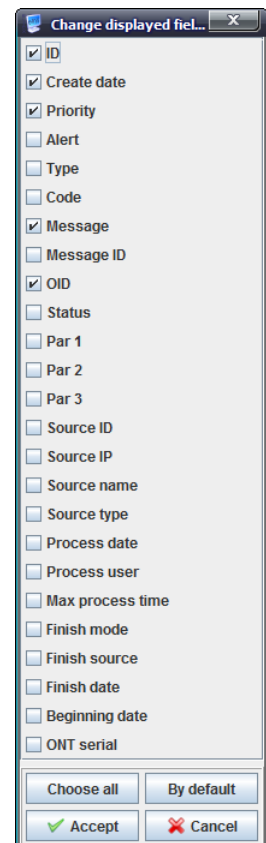 Change displayed fiel...
ID
Create date
Priority
Alert
Type
Code
Message
Message ID
OID
Status
Par 1
Par 2
Par 3
Source ID
Source IP
Source name
Source type
Process date
Process user
Max process time
Finish mode
Finish source
Finish date
Beginning date
ONT serial
Choose all By default
Accept Cancel